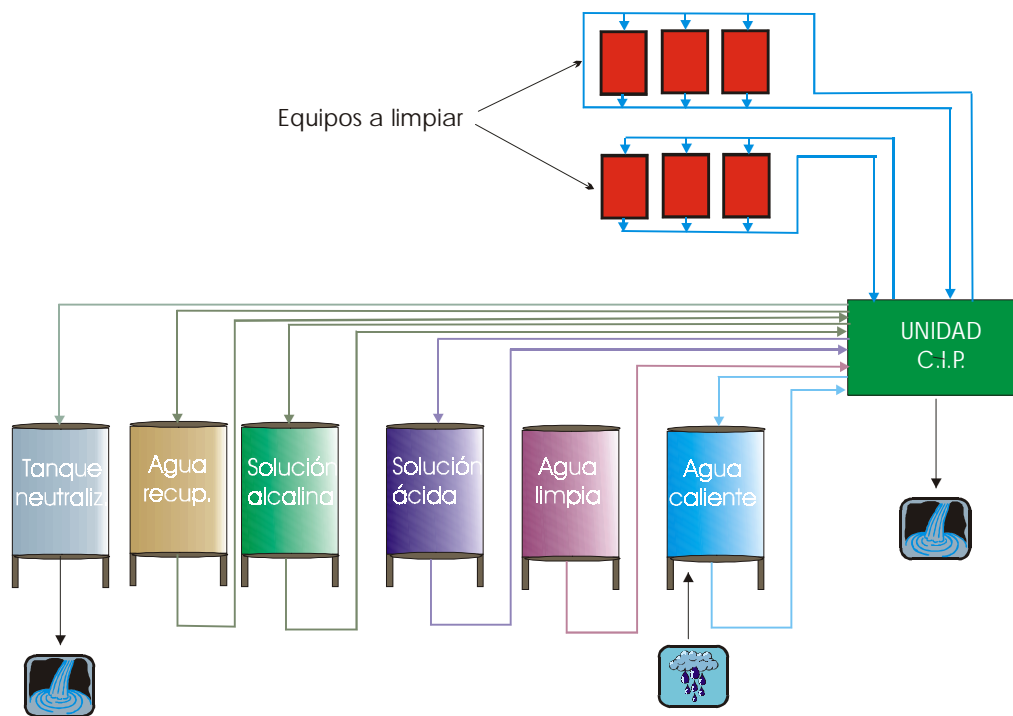 Equipos a limpiar
UNIDAD
C.I.P.
Tanque
neutraliz.
Agua
recup.
Solución
alcalina
Solución
ácida
Agua
limpia
Agua
caliente